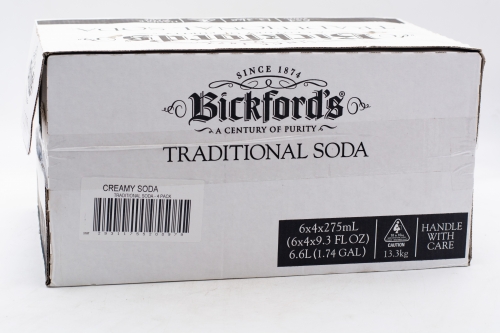 SINCE 1874
Bickford's
A CENTURY OF PURITY
TRADITIONAL SODA
CREAMY SODA
TRADITIONAL SODA - 4 PACK
6x4x275mL
(6x4x9.3 FL OZ)
6.6L (1.74 GAL)
CAUTION
13.3kg
HANDLE
WITH
CARE